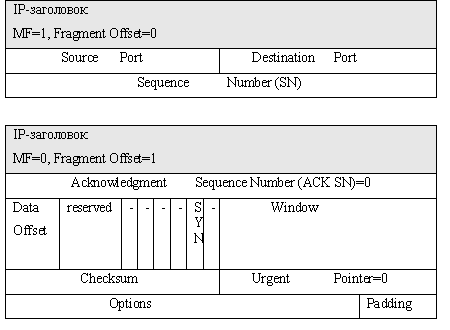 IP-заголовок
MF=1, Fragment Offset=0
Source Port Destination Port
Sequence Number (SN)
IP-заголовок
MF=0, Fragment Offset=1
Acknowledgment Sequence Number (ACK SN)=0
Data Offset reserved - - - - SYN - Window
Checksum Urgent Pointer=0
Options Padding